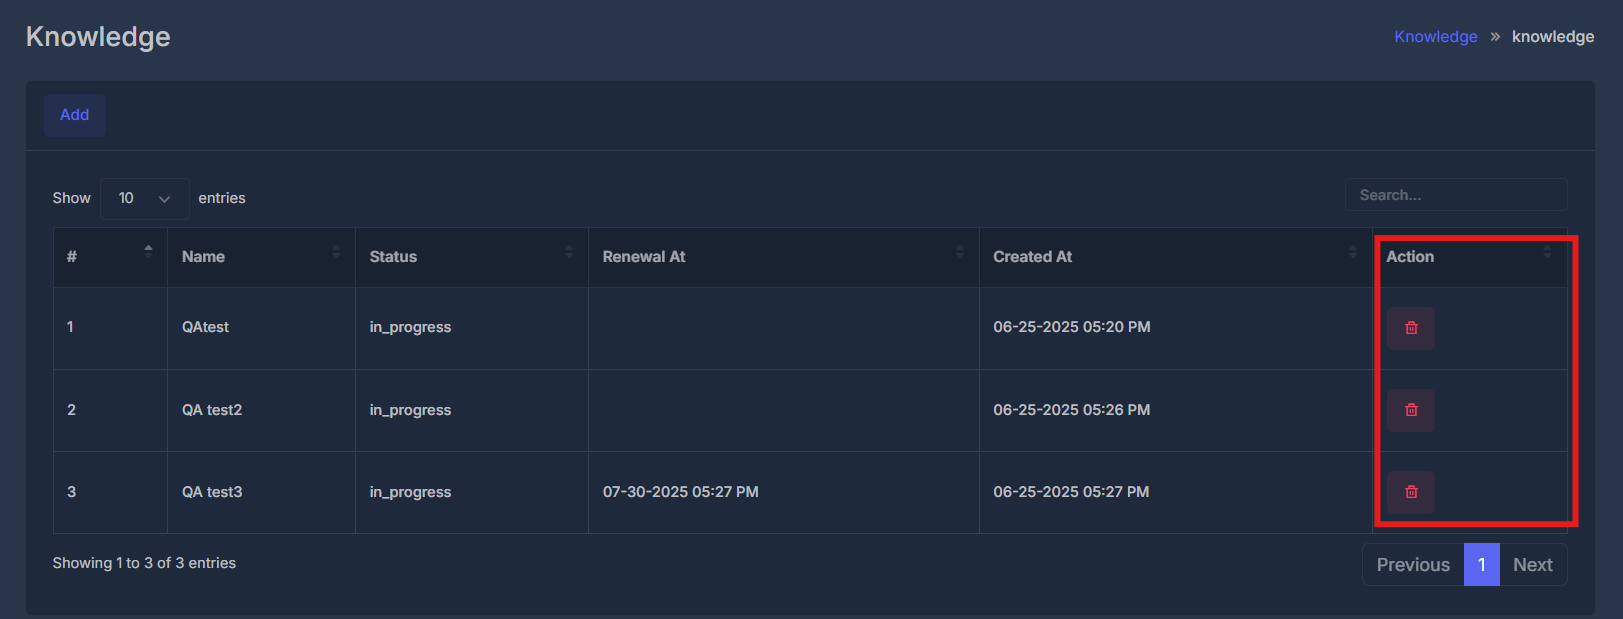 Knowledge
Knowledge » knowledge
Add
Show 10 entries
Search...
# Name Status Renewal At Created At Action
1 QAtest in_progress 06-25-2025 05:20 PM
2 QA test2 in_progress 06-25-2025 05:26 PM
3 QA test3 in_progress 07-30-2025 05:27 PM 06-25-2025 05:27 PM
Showing 1 to 3 of 3 entries
Previous 1 Next